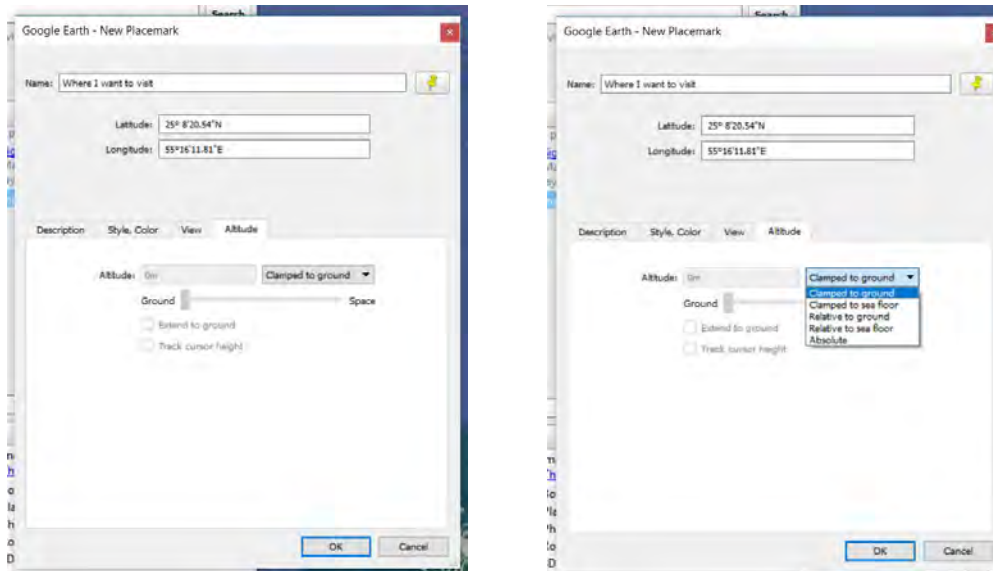 Search
Google Earth - New Placemark
Name: Where I want to visit
Latitude: 25° 8'20.54"N
Longitude: 55°16'11.81"E
Description Style, Color View Altitude
Altitude: 0m Clamped to ground
Ground Space
Extend to ground
Track cursor height
OK Cancel
Search
Google Earth - New Placemark
Name: Where I want to visit
Latitude: 25° 8'20.54"N
Longitude: 55°16'11.81"E
Description Style, Color View Altitude
Altitude: 0m Clamped to ground
Clamped to ground
Clamped to sea floor
Ground
Relative to ground
Extend to ground
Relative to sea floor
Absolute
Track cursor height
OK Cancel